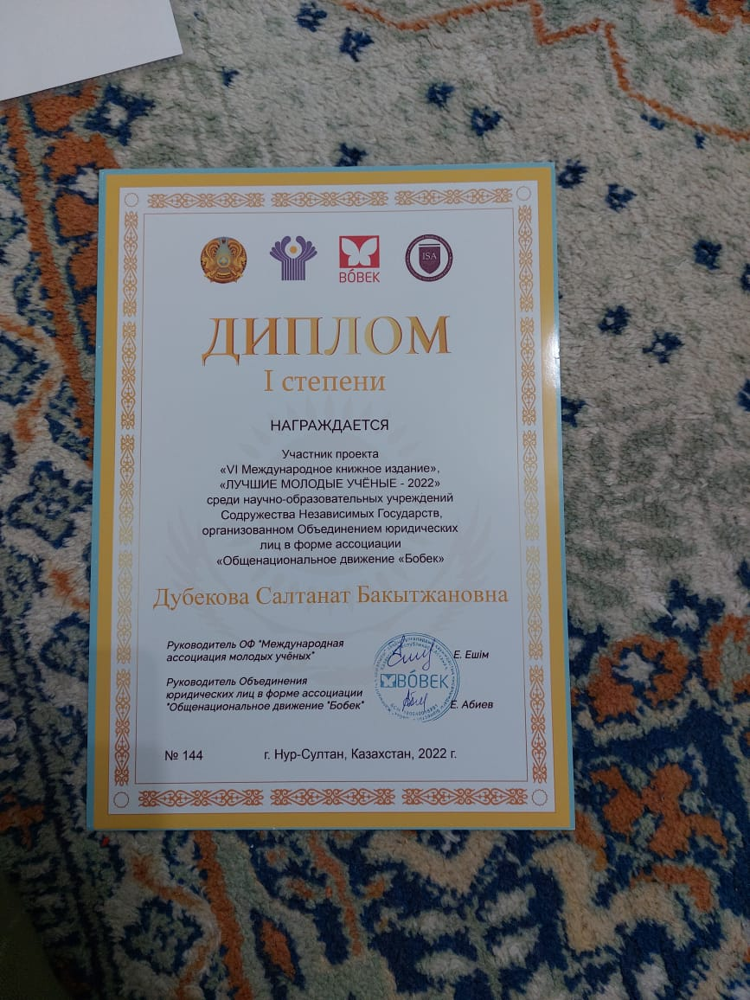 BÓBEK
ISA
ДИПЛОМ
I степени
НАГРАЖДАЕТСЯ
Участник проекта
«VI Международное книжное издание»,
«ЛУЧШИЕ МОЛОДЫЕ УЧЁНЫЕ - 2022»
среди научно-образовательных учреждений
Содружества Независимых Государств,
организованном Объединением юридических
лиц в форме ассоциации
«Общенациональное движение «Бобек»
Дубекова Салтанат Бакытжановна
Руководитель ОФ "Международная
ассоциация молодых учёных"
Е. Ешім
Руководитель Объединения
юридических лиц в форме ассоциации
"Общенациональное движение "Бобек"
Е. Абиев
BÓBEK
№ 144
г. Нур-Султан, Казахстан, 2022 г.